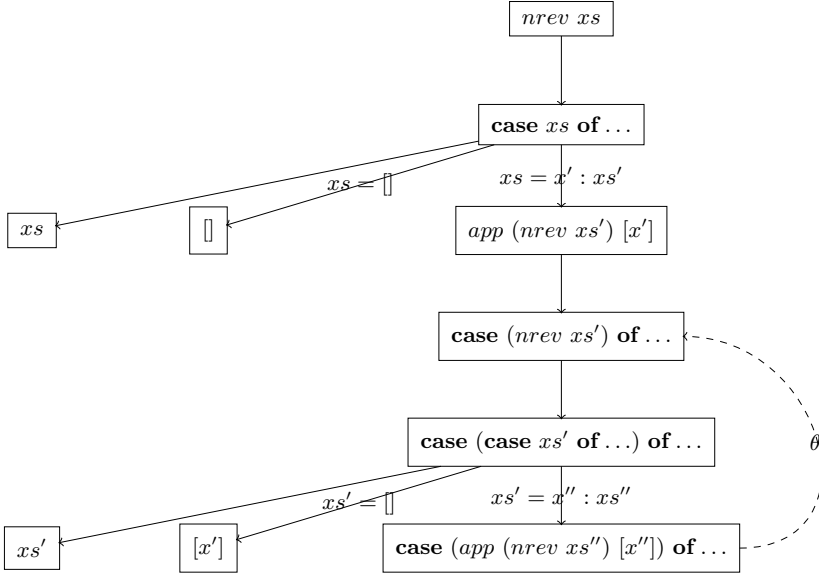 nrev xs
case xs of …
xs = []
xs = x′ : xs′
xs
[]
app (nrev xs′) [x′]
case (nrev xs′) of …
case (case xs′ of …) of …
θ
xs′ = []
xs′ = x″ : xs″
xs′
[x′]
case (app (nrev xs″) [x″]) of …